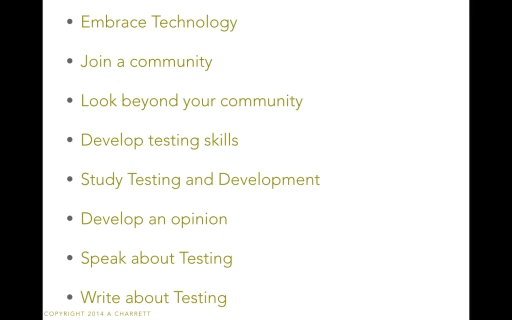 • Embrace Technology
• Join a community
• Look beyond your community
• Develop testing skills
• Study Testing and Development
• Develop an opinion
• Speak about Testing
• Write about Testing
COPYRIGHT 2014 A CHARRETT